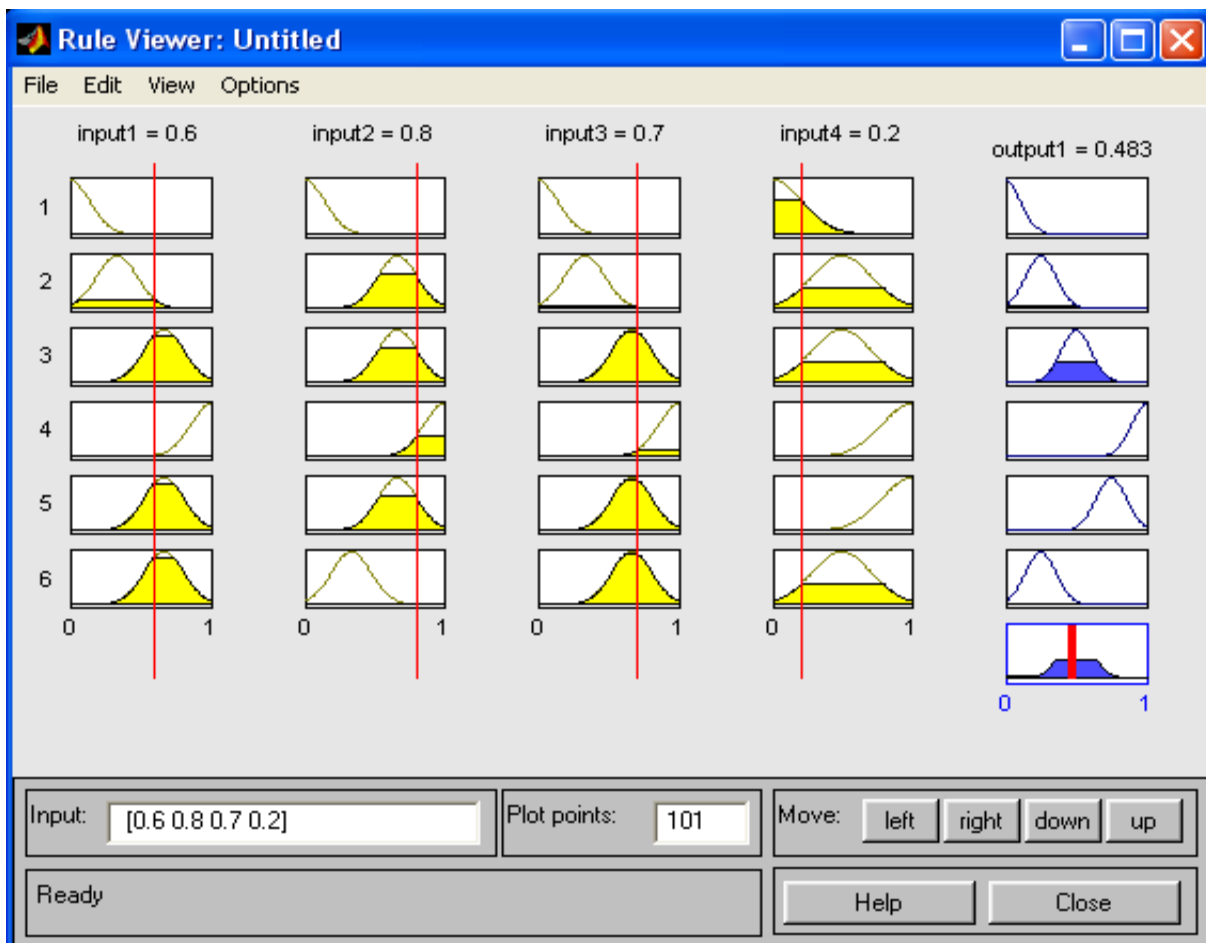 Rule Viewer: Untitled
File Edit View Options
input1 = 0.6 input2 = 0.8 input3 = 0.7 input4 = 0.2 output1 = 0.483
1
2
3
4
5
6
0 1 0 1 0 1 0 1
0 1
Input: [0.6 0.8 0.7 0.2] Plot points: 101 Move: left right down up
Ready Help Close